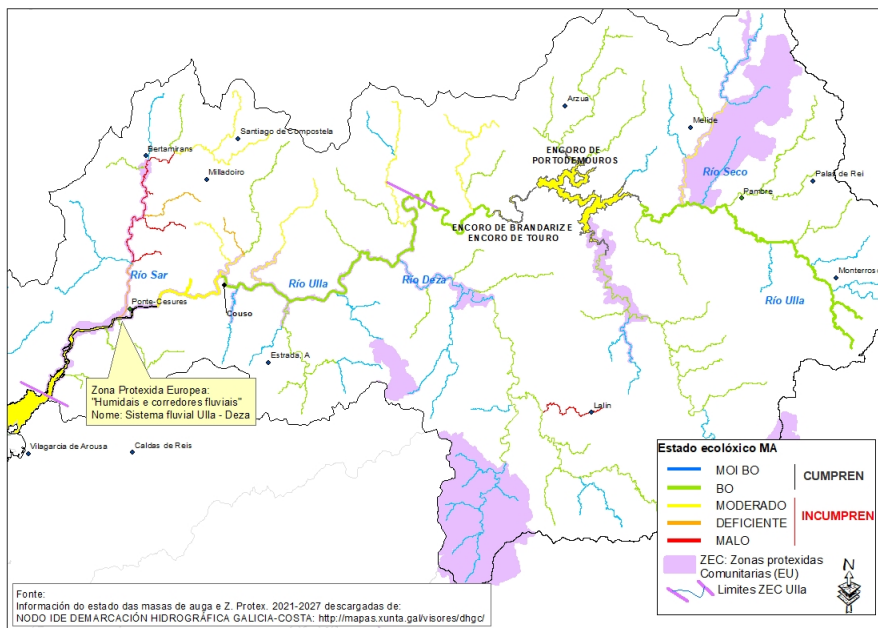 Arzua
Melide
Santiago de Compostela
Bertamirans
ENCORO DE
PORTODEMOUROS
Río Seco
Milladoiro
Palas de Rei
Pambre
ENCORO DE BRANDARIZ E
ENCORO DE TOURO
Río Sar
Río Ulla
Río Deza
Río Ulla
Monterroso
Ponte-Cesures
Couso
Estrada, A
Zona Protexida Europea:
"Humidais e corredores fluviais"
Nome: Sistema fluvial Ulla - Deza
Lalín
Vilagarcia de Arousa
Caldas de Reis
Estado ecolóxico MA
MOI BO
BO
CUMPREN
MODERADO
DEFICIENTE
MALO
INCUMPREN
ZEC: Zonas protexidas
Comunitarias (EU)
Limites ZEC Ulla
N
Fonte:
Información do estado das masas de auga e Z. Protex. 2021-2027 descargadas de:
NODO IDE DEMARCACIÓN HIDROGRÁFICA GALICIA-COSTA: http://mapas.xunta.gal/visores/dhgc/